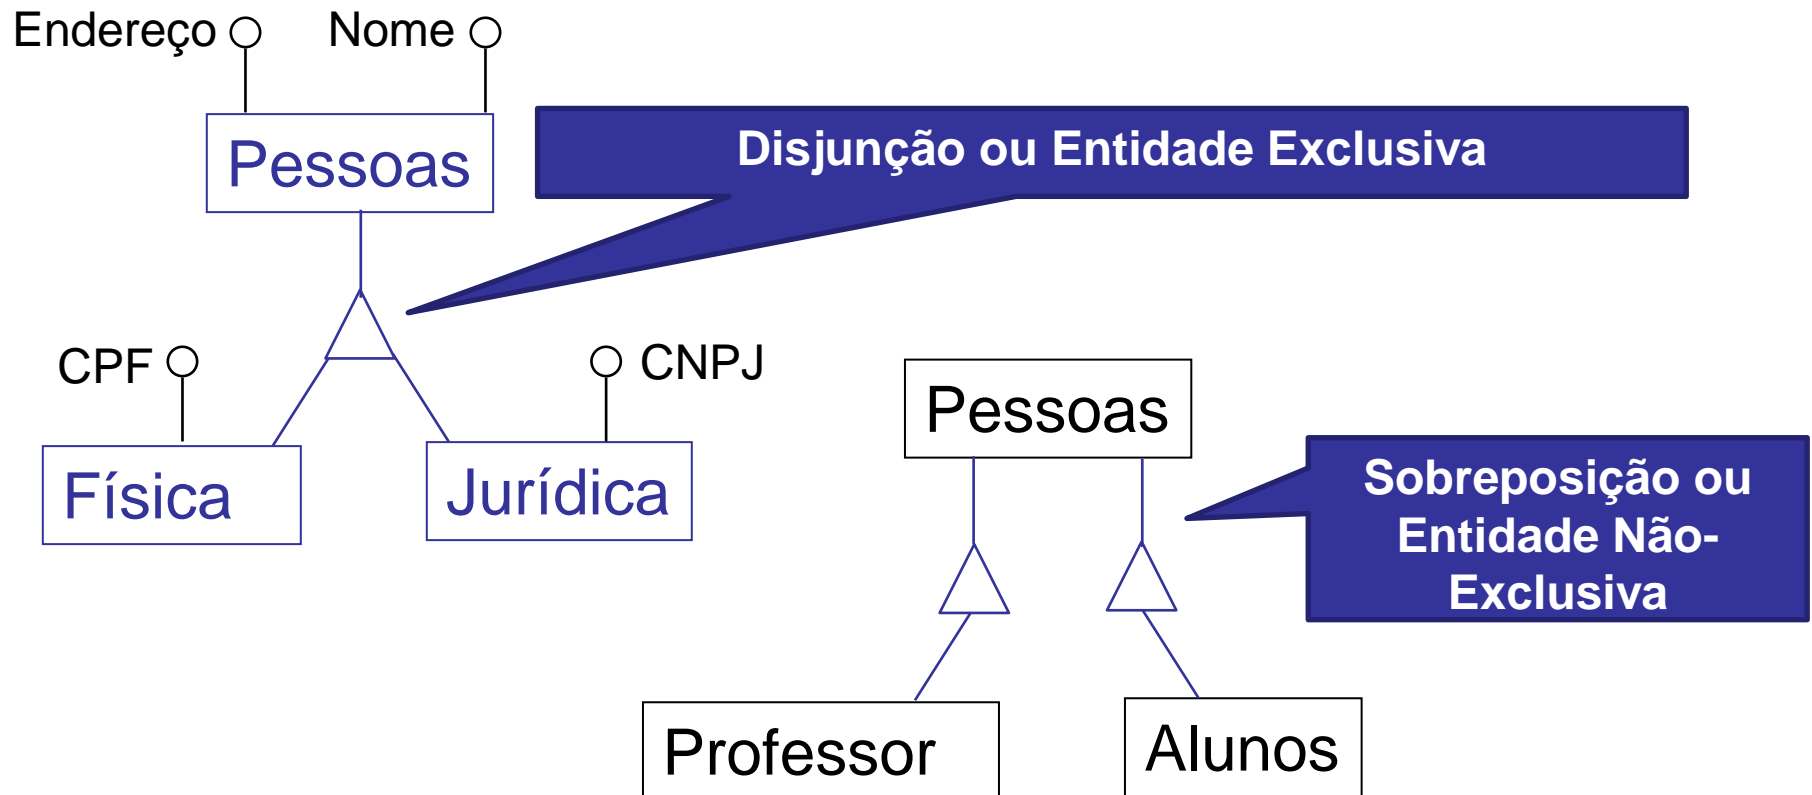 Endereço
Nome
Pessoas
Disjunção ou Entidade Exclusiva
CPF
CNPJ
Física
Jurídica
Pessoas
Sobreposição ou
Entidade Não-
Exclusiva
Professor
Alunos